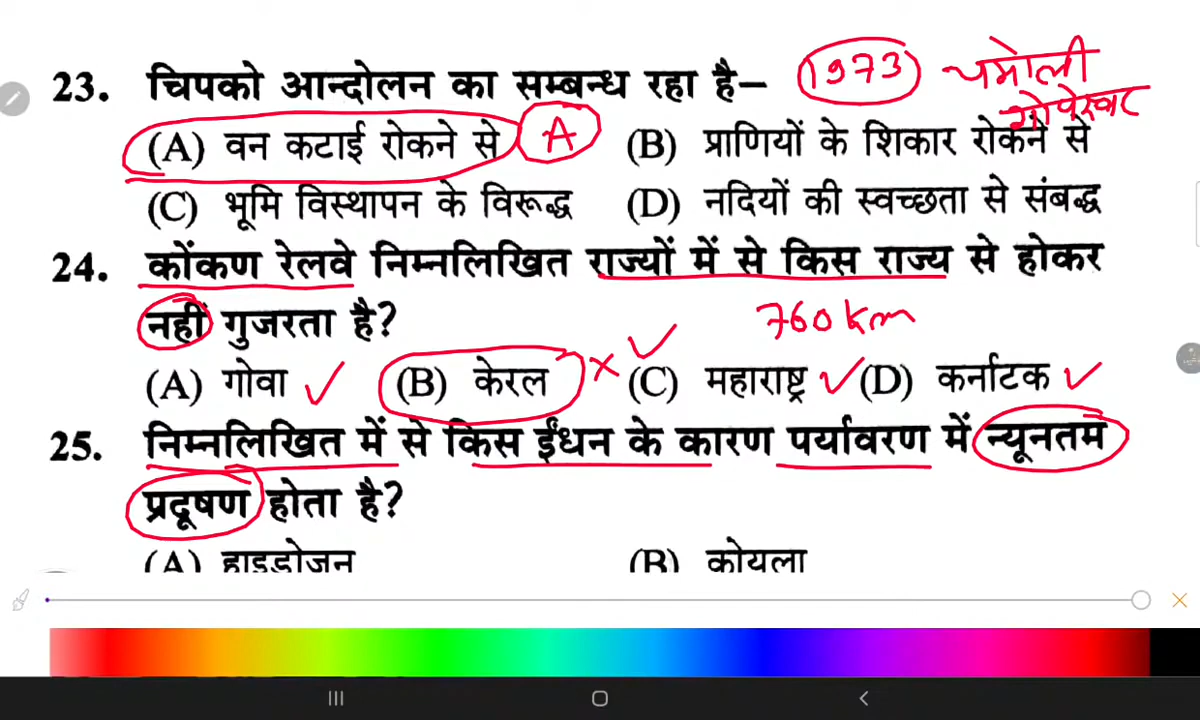 23. चिपको आन्दोलन का सम्बन्ध रहा है– 1973 चमोली
गोपेश्वर
(A) वन कटाई रोकने से A (B) प्राणियों के शिकार रोकने से
(C) भूमि विस्थापन के विरूद्ध (D) नदियों की स्वच्छता से संबद्ध
24. कोंकण रेलवे निम्नलिखित राज्यों में से किस राज्य से होकर
नहीं गुजरता है? 760 km
(A) गोवा (B) केरल (C) महाराष्ट्र (D) कर्नाटक
25. निम्नलिखित में से किस ईंधन के कारण पर्यावरण में न्यूनतम
प्रदूषण होता है?
(A) हाइड्रोजन (B) कोयला